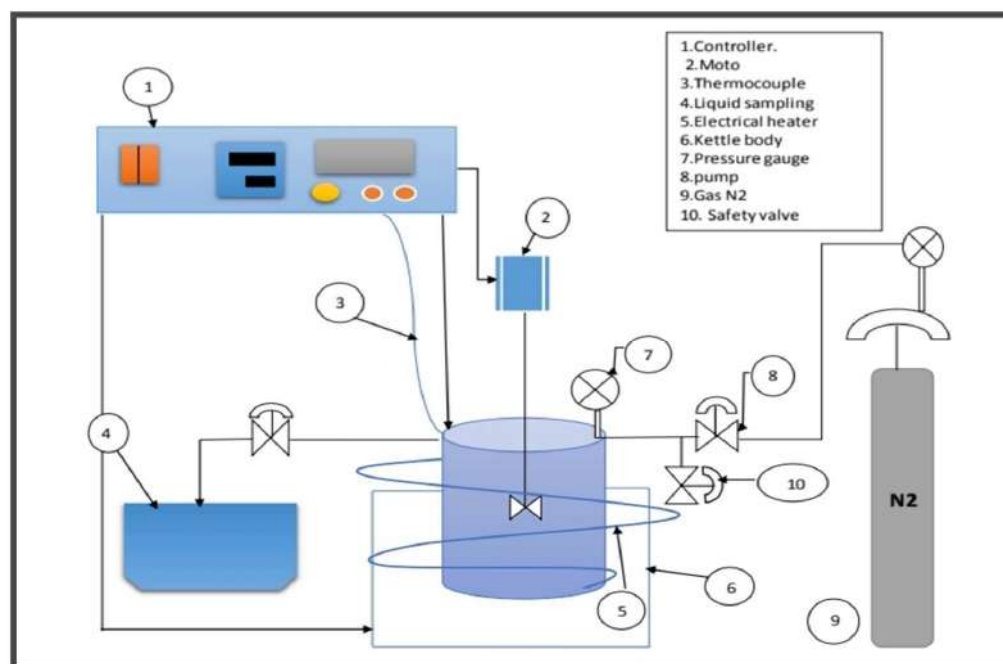 1.Controller.
2.Moto
3.Thermocouple
4.Liquid sampling
5.Electrical heater
6.Kettle body
7.Pressure gauge
8.pump
9.Gas N2
10. Safety valve
1
2
3
7
8
4
10
N2
6
5
9